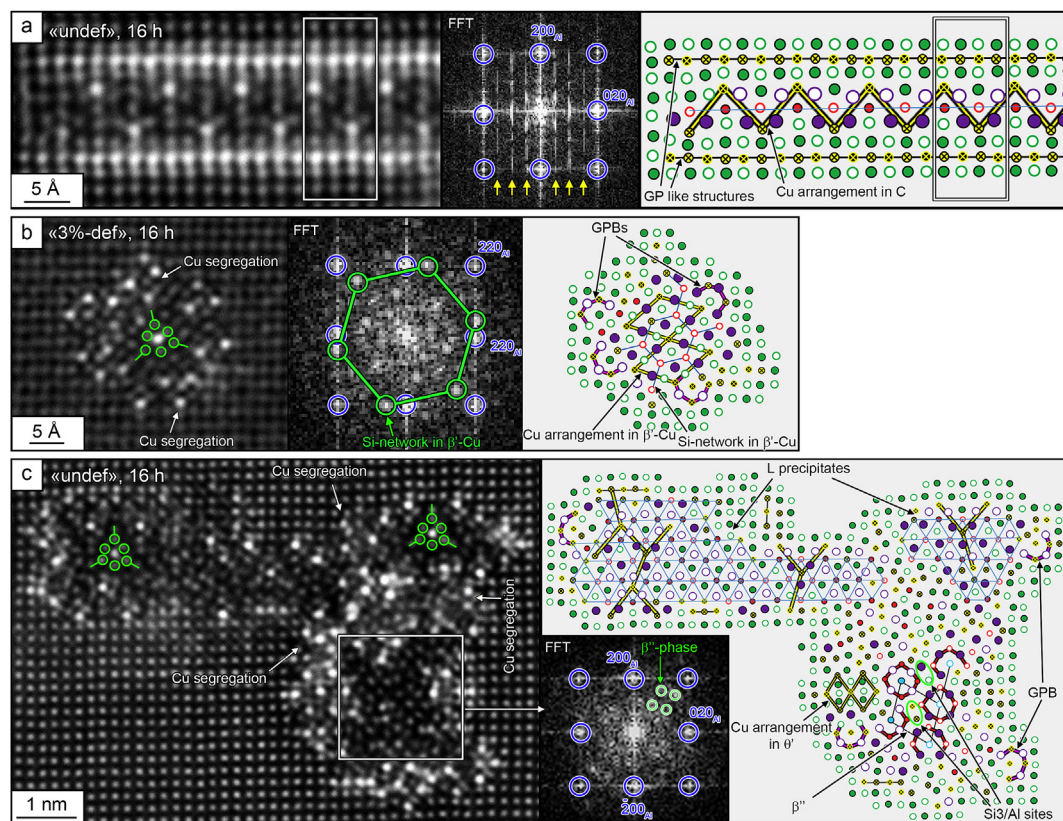 a
«undef», 16 h
5 Å
FFT
200Al
020Al
GP like structures
Cu arrangement in C
b
«3%-def», 16 h
Cu segregation
Cu segregation
5 Å
FFT
220Al
220Al
Si-network in β'-Cu
GPBs
Cu arrangement in β'-Cu
Si-network in β'-Cu
c
«undef», 16 h
Cu segregation
Cu segregation
Cu segregation
1 nm
FFT
β''-phase
200Al
020Al
2̄00Al
L precipitates
GPB
Cu arrangement
in θ'
β''
Si3/Al sites